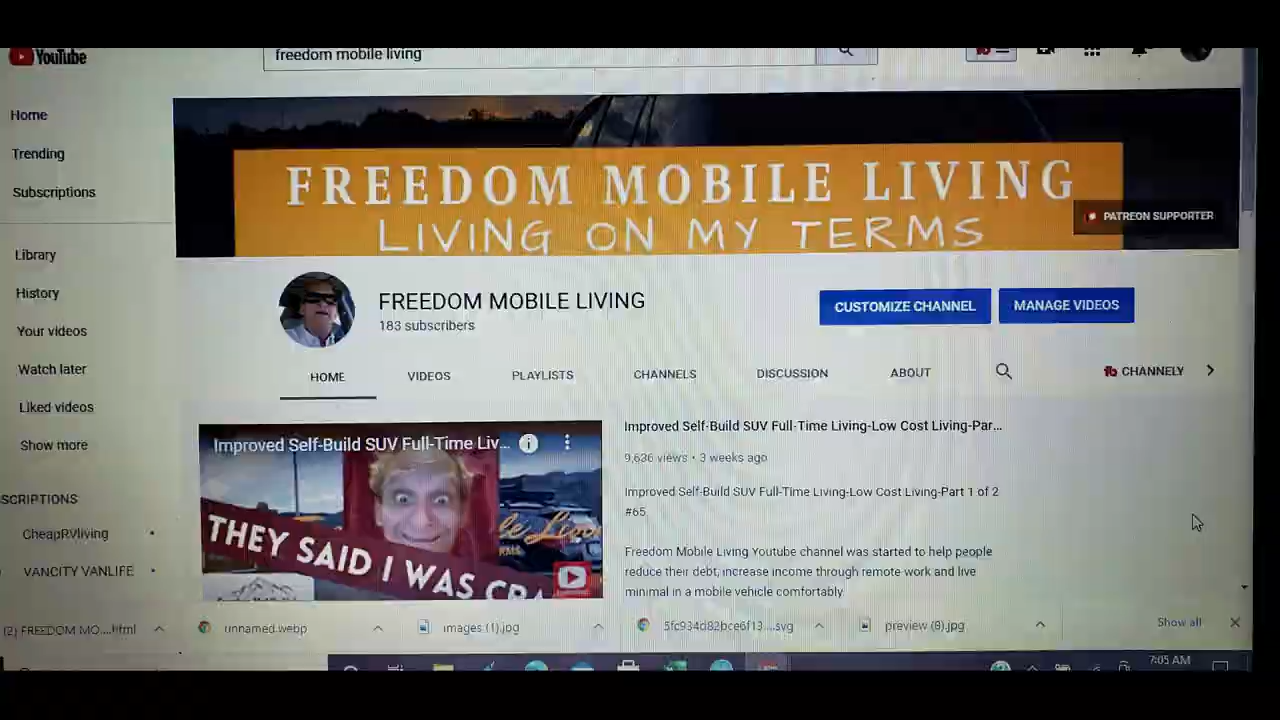 YouTube
freedom mobile living
Home
Trending
Subscriptions
Library
History
Your videos
Watch later
Liked videos
Show more
SCRIPTIONS
CheapRVliving
VANCITY VANLIFE
FREEDOM MOBILE LIVING
LIVING ON MY TERMS
PATREON SUPPORTER
FREEDOM MOBILE LIVING
183 subscribers
CUSTOMIZE CHANNEL
MANAGE VIDEOS
HOME
VIDEOS
PLAYLISTS
CHANNELS
DISCUSSION
ABOUT
CHANNELY
Improved Self-Build SUV Full-Time Liv...
THEY SAID I WAS CRA
Improved Self-Build SUV Full-Time Living-Low Cost Living-Par...
9,636 views • 3 weeks ago
Improved Self-Build SUV Full-Time Living-Low Cost Living-Part 1 of 2
#65
Freedom Mobile Living Youtube channel was started to help people
reduce their debt, increase income through remote work and live
minimal in a mobile vehicle comfortably.
(2) FREEDOM MO....html
unnamed.webp
images (1).jpg
5fc934d82bce6f13....svg
preview (8).jpg
Show all
7:05 AM